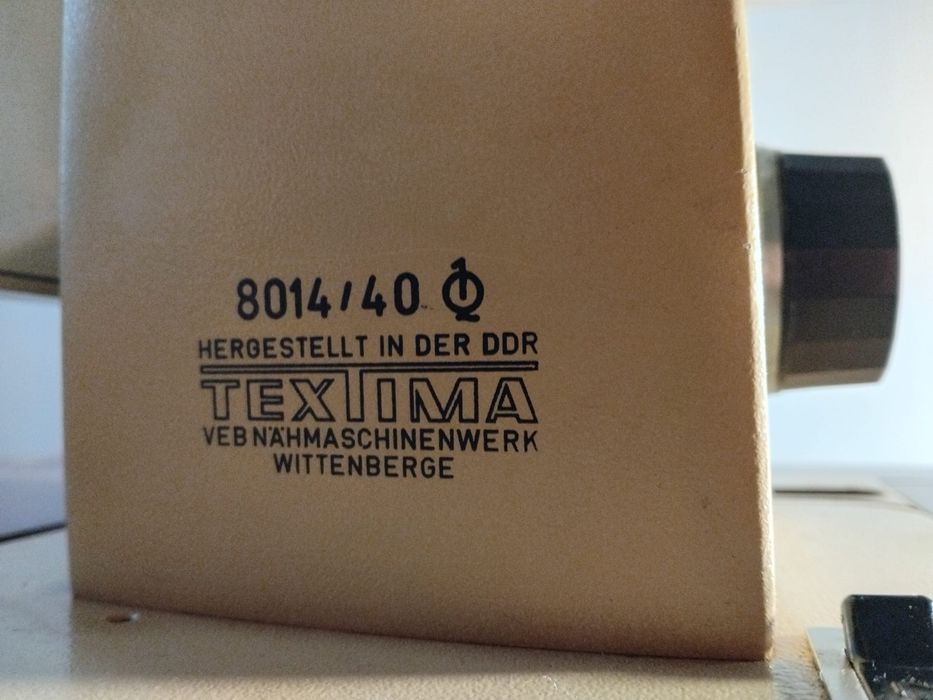 8014/40
HERGESTELLT IN DER DDR
TEXTIMA
VEB NÄHMASCHINENWERK
WITTENBERGE